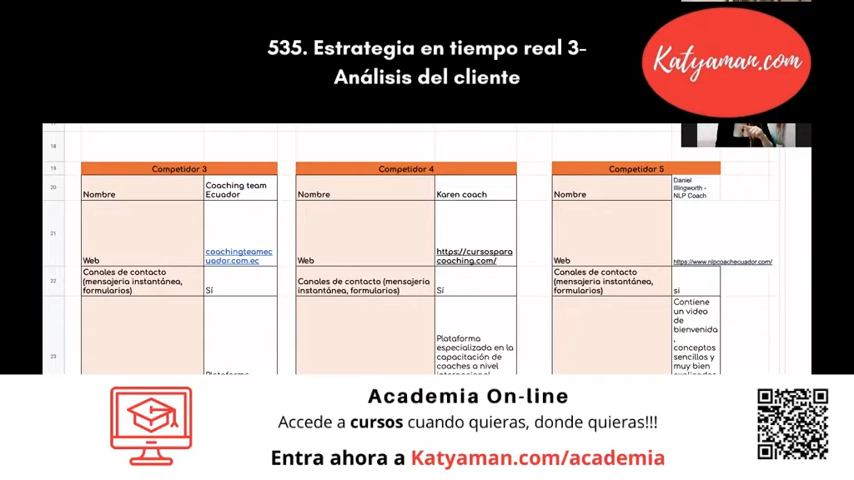 535. Estrategia en tiempo real 3-
Análisis del cliente
Katyaman.com
18
19
Competidor 3
Competidor 4
Competidor 5
20
Nombre
Coaching team
Ecuador
Nombre
Karen coach
Nombre
Daniel
Illingworth -
NLP Coach
21
Web
coachingteamec
uador.com.ec
Web
https://cursospara
coaching.com/
Web
https://www.nlpcoachecuador.com/
22
Canales de contacto
(mensajeria instantánea,
formularios)
Sí
Canales de contacto (mensajeria
instantánea, formularios)
Sí
Canales de contacto
(mensajeria instantánea,
formularios)
si
23
Plataforma
especializada en la
capacitación de
coaches a nivel
Contiene
un video
de
bienvenida
,
conceptos
sencillos y
muy bien
Academia On-line
Accede a cursos cuando quieras, donde quieras!!!
Entra ahora a Katyaman.com/academia